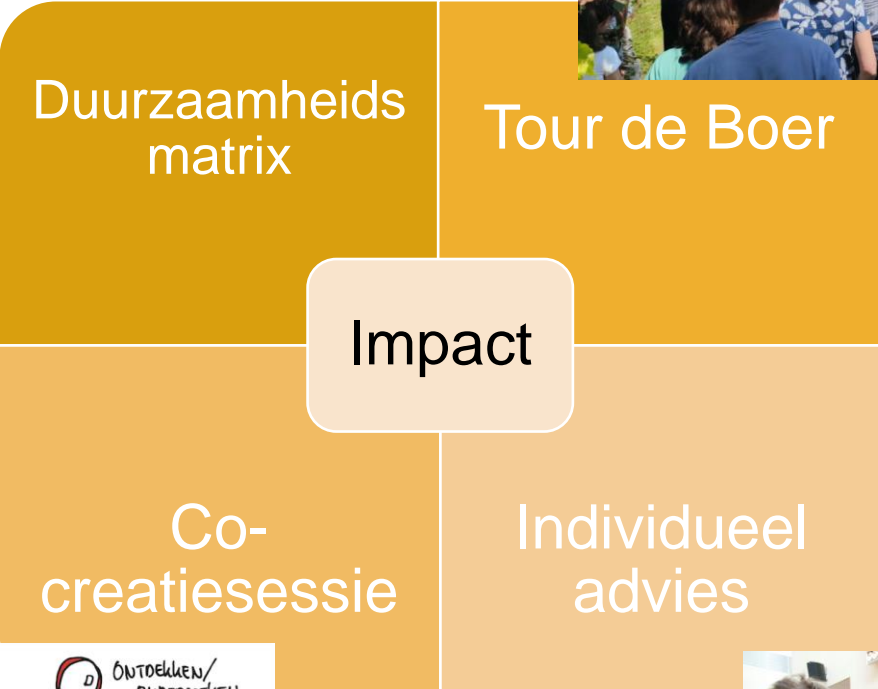 Duurzaamheids
matrix
Tour de Boer
Impact
Co-
creatiesessie
Individueel
advies
D
ONTDEKKEN/